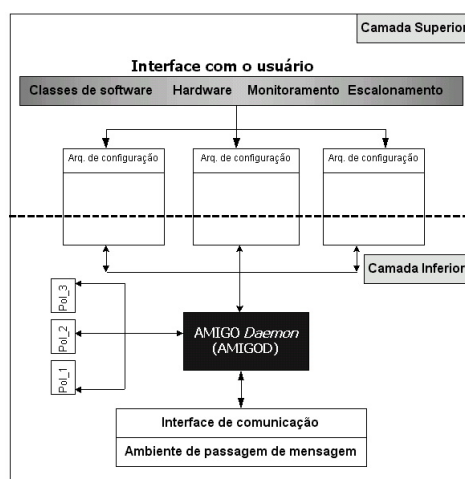 Camada Superior
Interface com o usuário
Classes de software Hardware Monitoramento Escalonamento
Arq. de configuração Arq. de configuração Arq. de configuração
Camada Inferior
Pol_3
Pol_2
Pol_1
AMIGO Daemon
(AMIGOD)
Interface de comunicação
Ambiente de passagem de mensagem